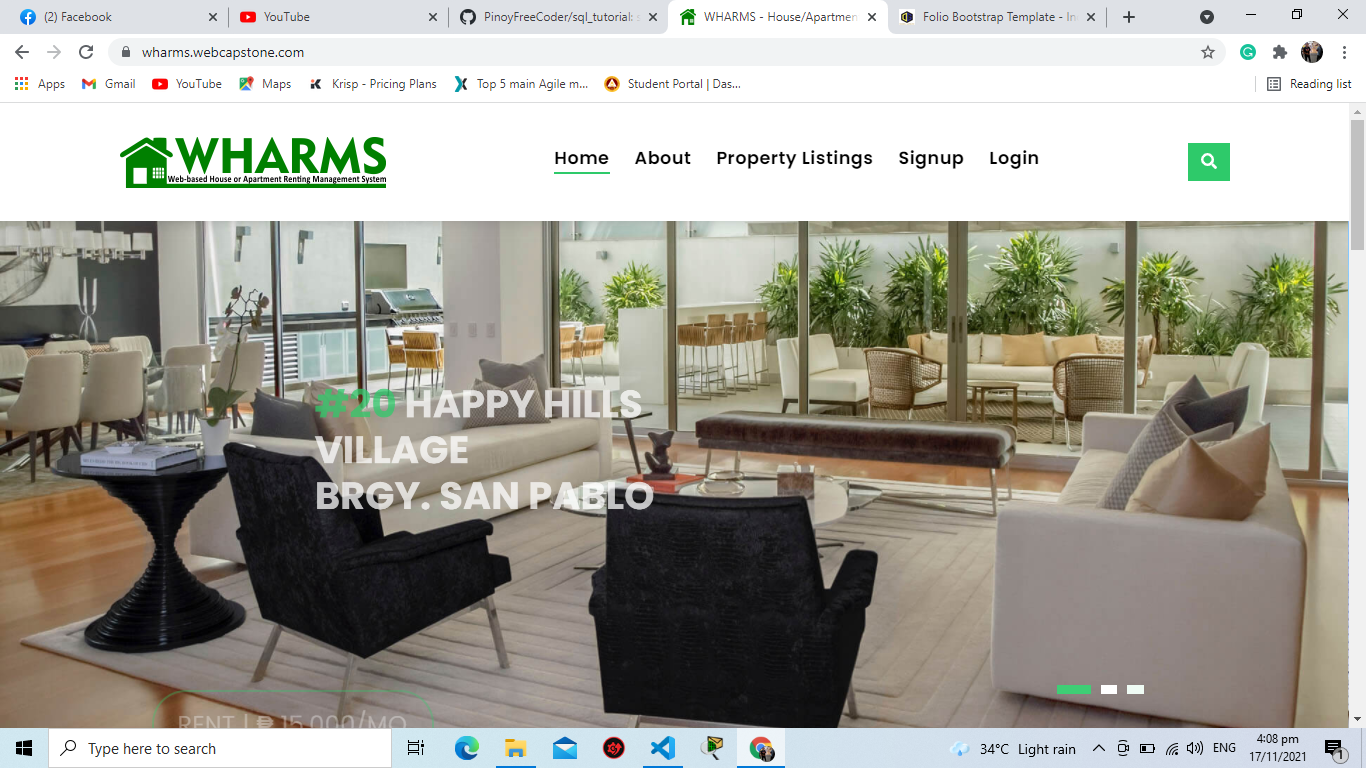 (2) Facebook
YouTube
PinoyFreeCoder/sql_tutorial:
WHARMS - House/Apartmen
Folio Bootstrap Template - In
wharms.webcapstone.com
Apps
Gmail
YouTube
Maps
Krisp - Pricing Plans
Top 5 main Agile m...
Student Portal | Das...
Reading list
WHARMS
Web-based House or Apartment Renting Management System
Home
About
Property Listings
Signup
Login
#20 HAPPY HILLS
VILLAGE
BRGY. SAN PABLO
RENT | ₱ 15,000/MO
Type here to search
34°C Light rain
ENG
4:08 pm
17/11/2021
1